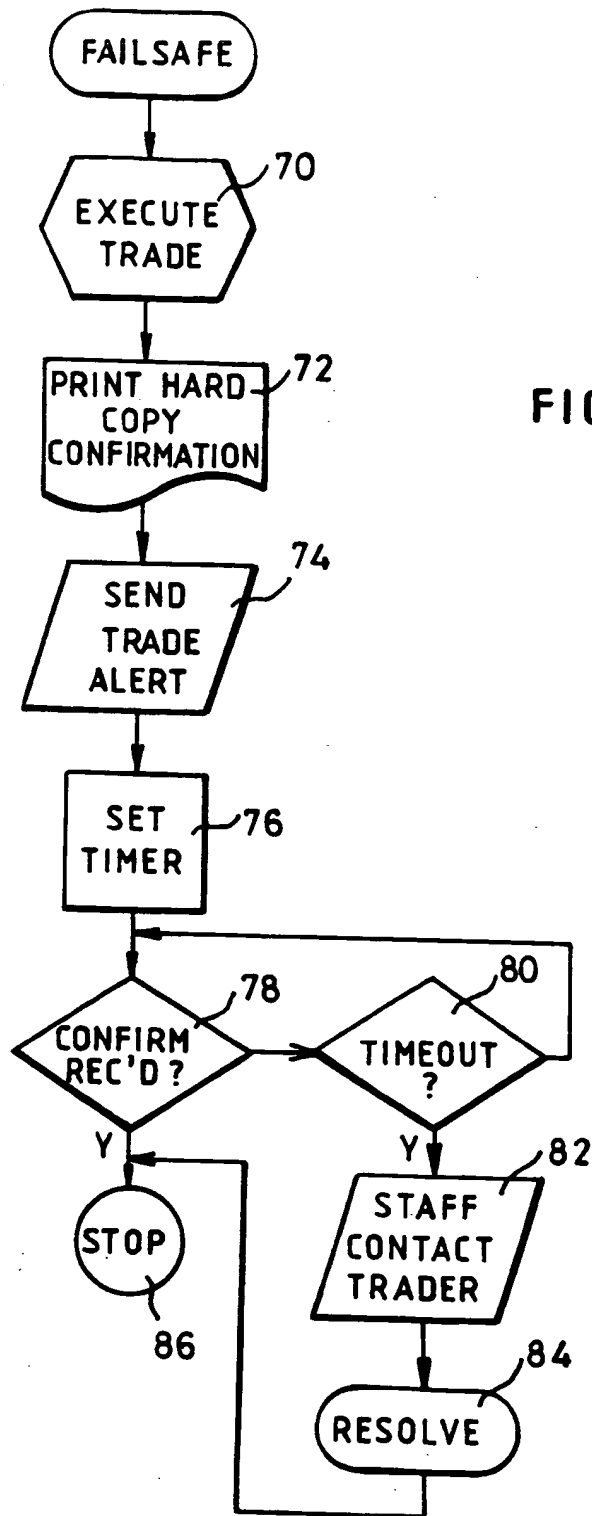 FAILSAFE
70
EXECUTE
TRADE
72
PRINT HARD
COPY
CONFIRMATION
FIG
74
SEND
TRADE
ALERT
SET
TIMER
76
78
CONFIRM
REC'D ?
80
TIMEOUT
?
Y
Y
82
STAFF
CONTACT
TRADER
STOP
86
84
RESOLVE